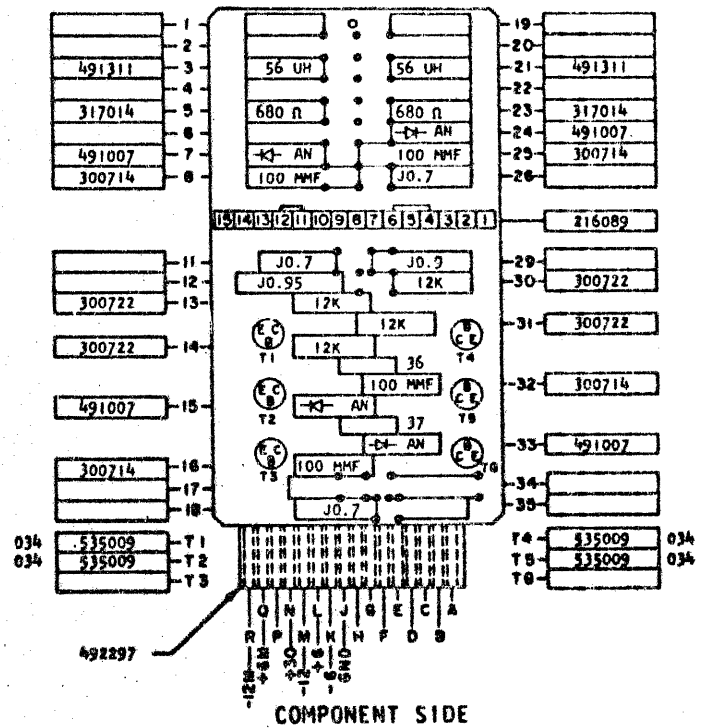 1 19
2 20
491311 3 56 UH 56 UH 21 491311
4 22
317014 5 680 Ω 680 Ω 23 317014
6 AN 24 491007
491007 7 AN 100 MMF 25 300714
300714 8 100 MMF J0.7 26
15 14 13 12 11 10 9 8 7 6 5 4 3 2 1 216089
11 J0.7 J0.9 29
12 J0.95 12K 30 300722
300722 13 12K
12K 31 300722
E C B T1 B C E T4
300722 14 12K
36
100 MMF 32 300714
E C B T2 B C E T5
491007 15 AN
37
AN 33 491007
E C B T3 B C E T6
300714 16 100 MMF
17 34
18 J0.7 35
034 535009 T1 T4 535009 034
034 535009 T2 T5 535009 034
T3 T6
Q N L J G E C A
R P M K H F D B
492297
-12M +6M +30 -12 +6 -6 GND
COMPONENT SIDE